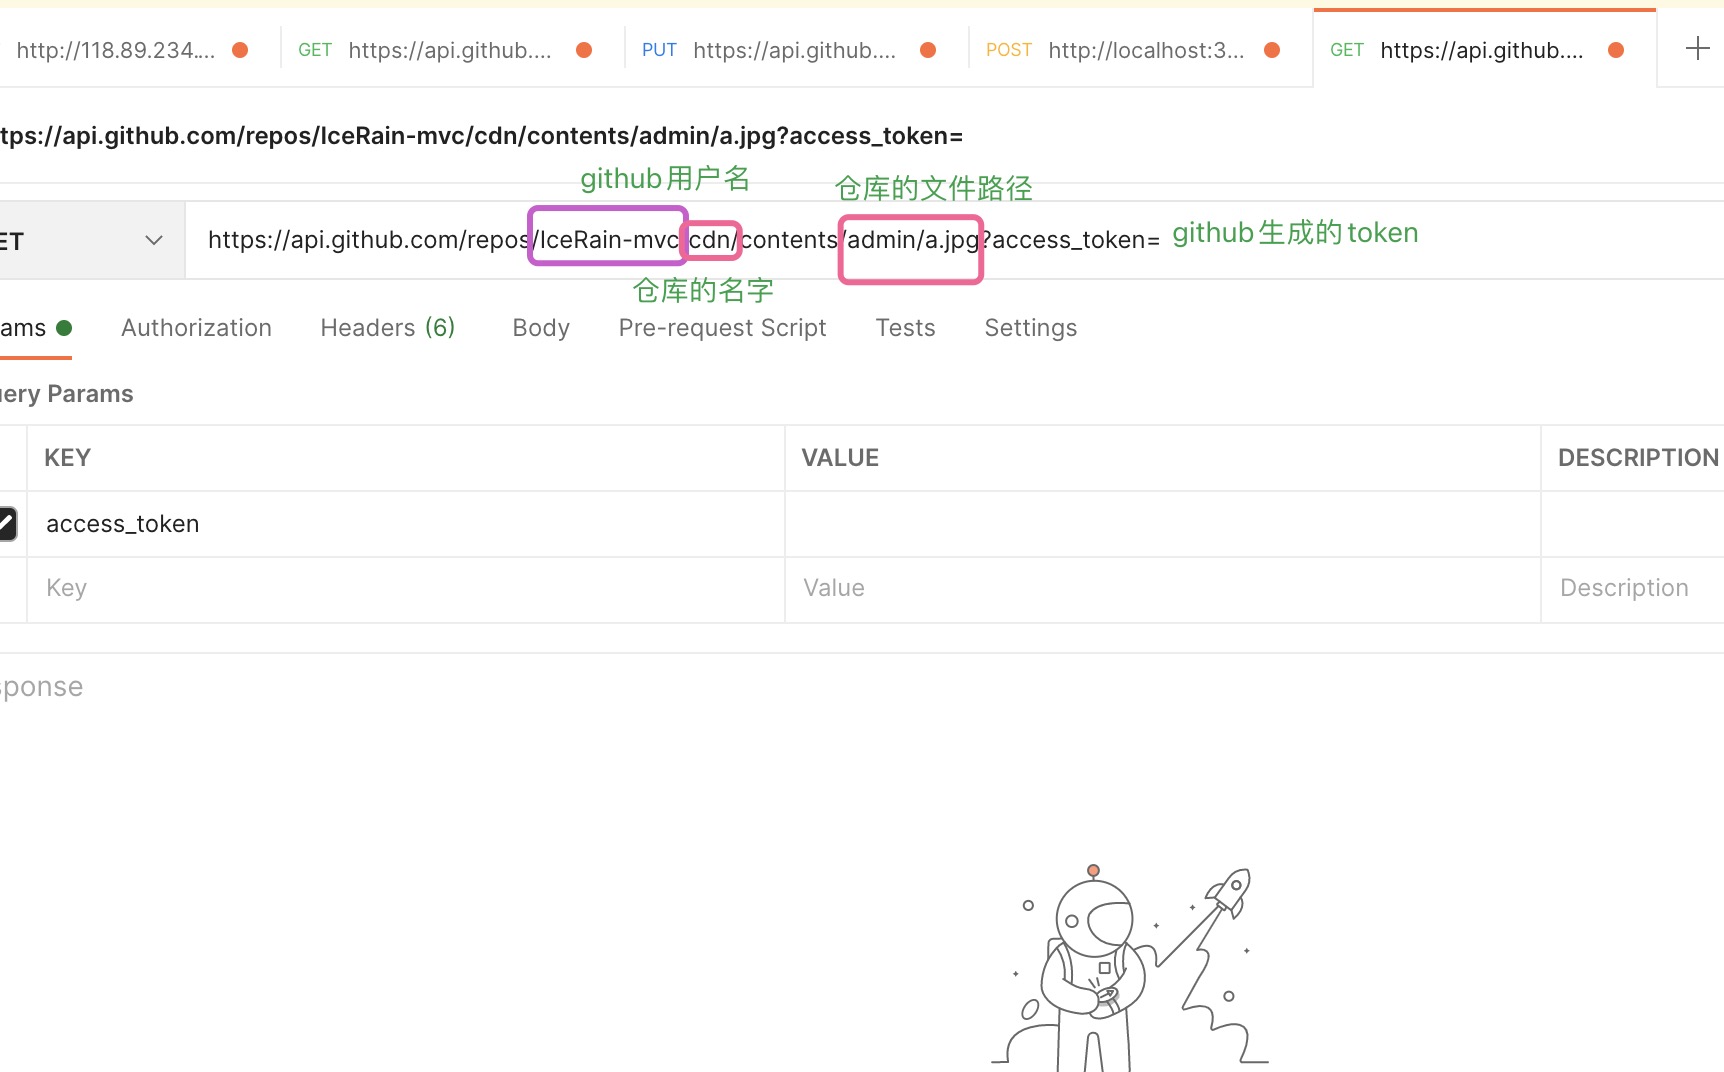 http://118.89.234....
GET https://api.github....
PUT https://api.github....
POST http://localhost:3...
GET https://api.github....
tps://api.github.com/repos/IceRain-mvc/cdn/contents/admin/a.jpg?access_token=
github用户名
仓库的文件路径
ET
https://api.github.com/repos/IceRain-mvc/cdn/contents/admin/a.jpg?access_token=
github生成的token
仓库的名字
ams
Authorization
Headers (6)
Body
Pre-request Script
Tests
Settings
uery Params
KEY
VALUE
DESCRIPTION
access_token
Key
Value
Description
sponse